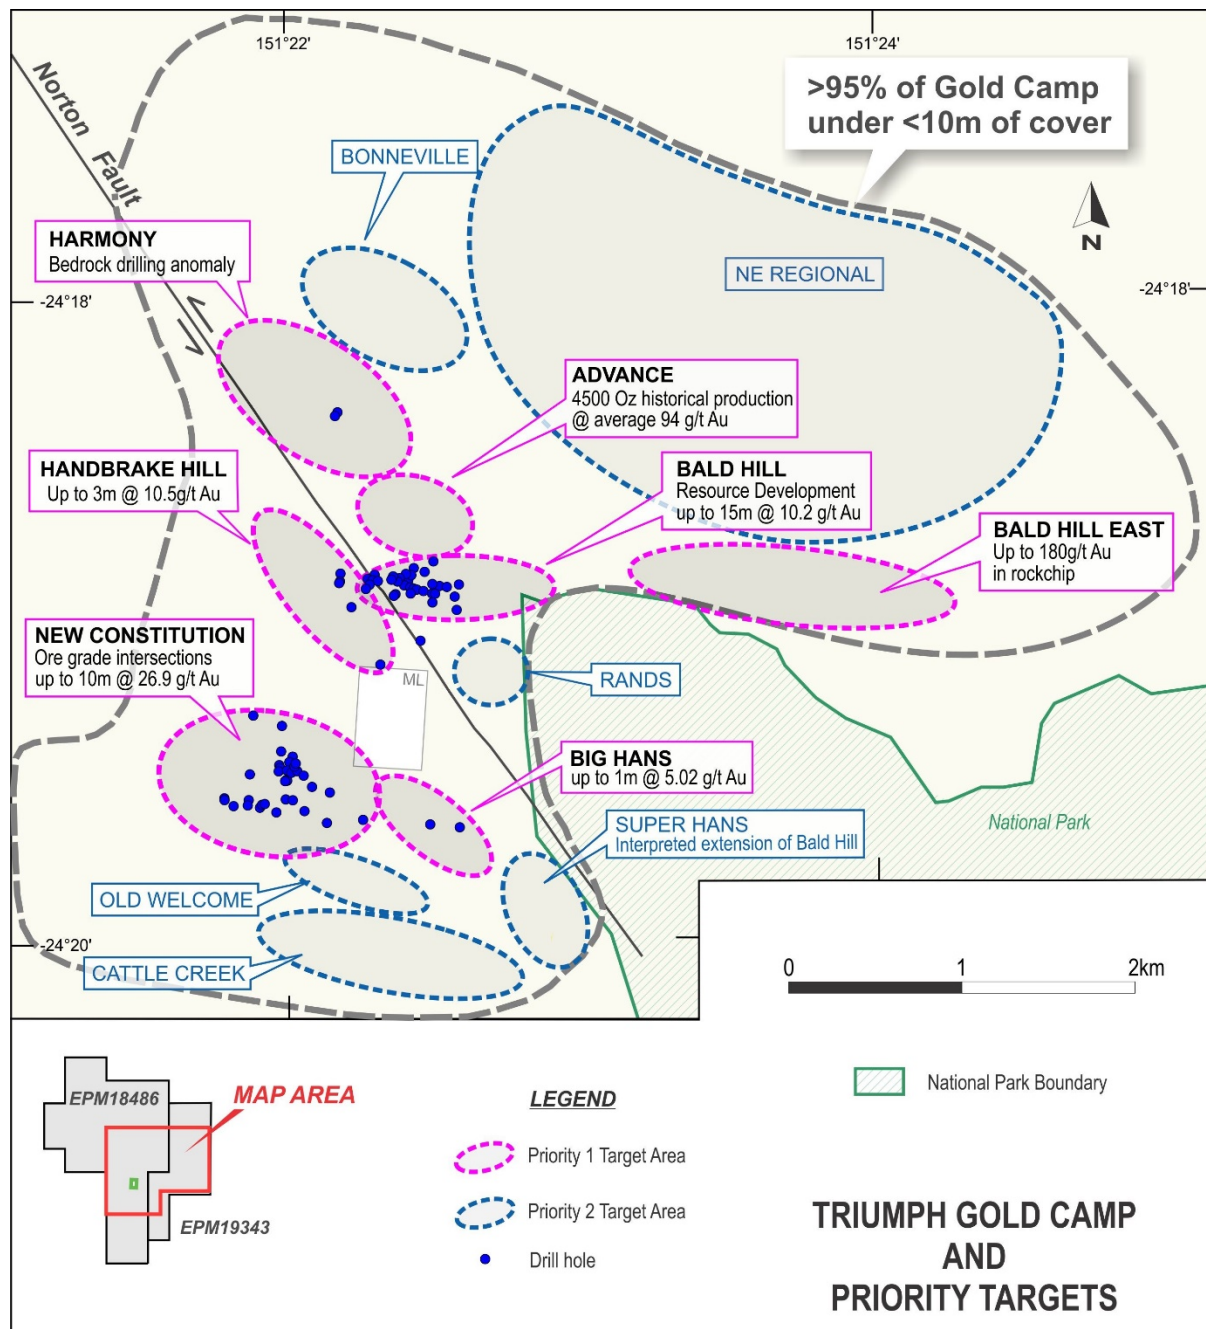 151°22'
151°24'
>95% of Gold Camp
under <10m of cover
Norton Fault
BONNEVILLE
N
HARMONY
Bedrock drilling anomaly
NE REGIONAL
-24°18'
-24°18'
ADVANCE
4500 Oz historical production
@ average 94 g/t Au
HANDBRAKE HILL
Up to 3m @ 10.5g/t Au
BALD HILL
Resource Development
up to 15m @ 10.2 g/t Au
BALD HILL EAST
Up to 180g/t Au
in rockchip
NEW CONSTITUTION
Ore grade intersections
up to 10m @ 26.9 g/t Au
ML
RANDS
BIG HANS
up to 1m @ 5.02 g/t Au
SUPER HANS
Interpreted extension of Bald Hill
National Park
OLD WELCOME
-24°20'
CATTLE CREEK
0 1 2km
EPM18486
MAP AREA
EPM19343
LEGEND
Priority 1 Target Area
Priority 2 Target Area
Drill hole
National Park Boundary
TRIUMPH GOLD CAMP
AND
PRIORITY TARGETS